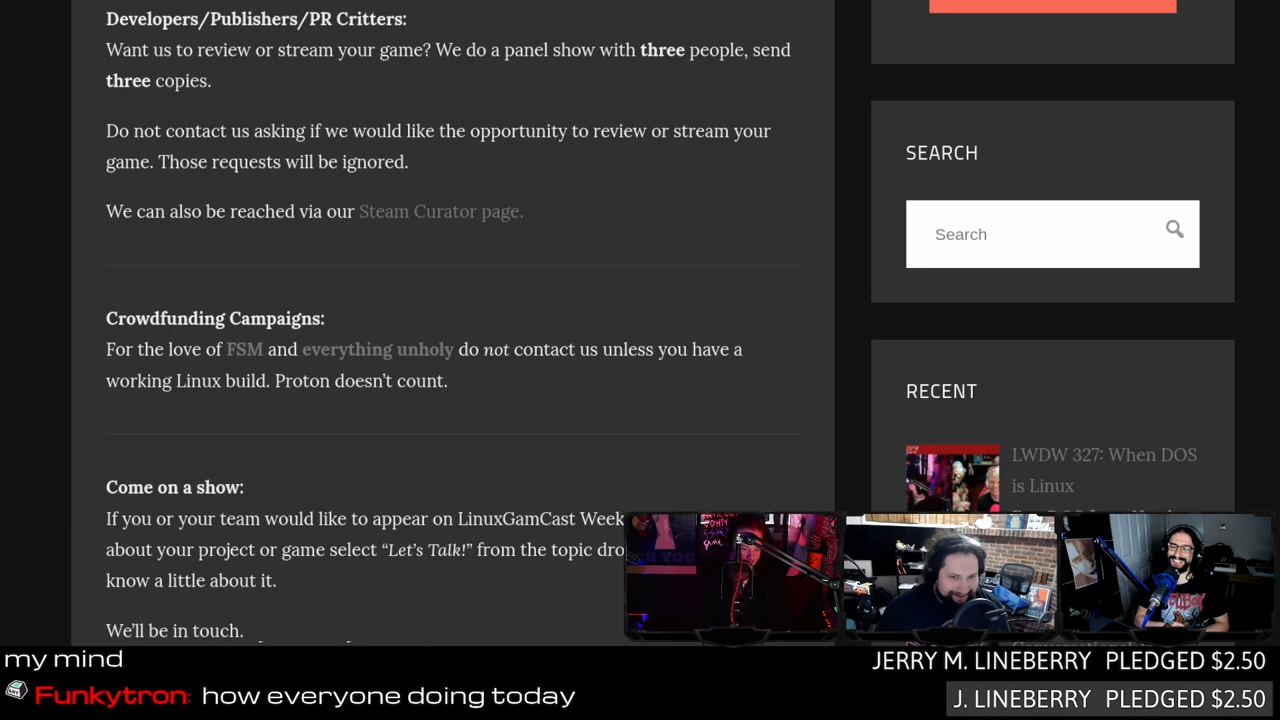 Developers/Publishers/PR Critters:
Want us to review or stream your game? We do a panel show with three people, send
three copies.
Do not contact us asking if we would like the opportunity to review or stream your
game. Those requests will be ignored.
We can also be reached via our Steam Curator page.
Crowdfunding Campaigns:
For the love of FSM and everything unholy do not contact us unless you have a
working Linux build. Proton doesn't count.
Come on a show:
If you or your team would like to appear on LinuxGamCast Week
about your project or game select “Let's Talk!” from the topic dro
know a little about it.
We'll be in touch.
SEARCH
Search
RECENT
LWDW 327: When DOS
is Linux
my mind
Funkytron: how everyone doing today
JERRY M. LINEBERRY PLEDGED $2.50
J. LINEBERRY PLEDGED $2.50